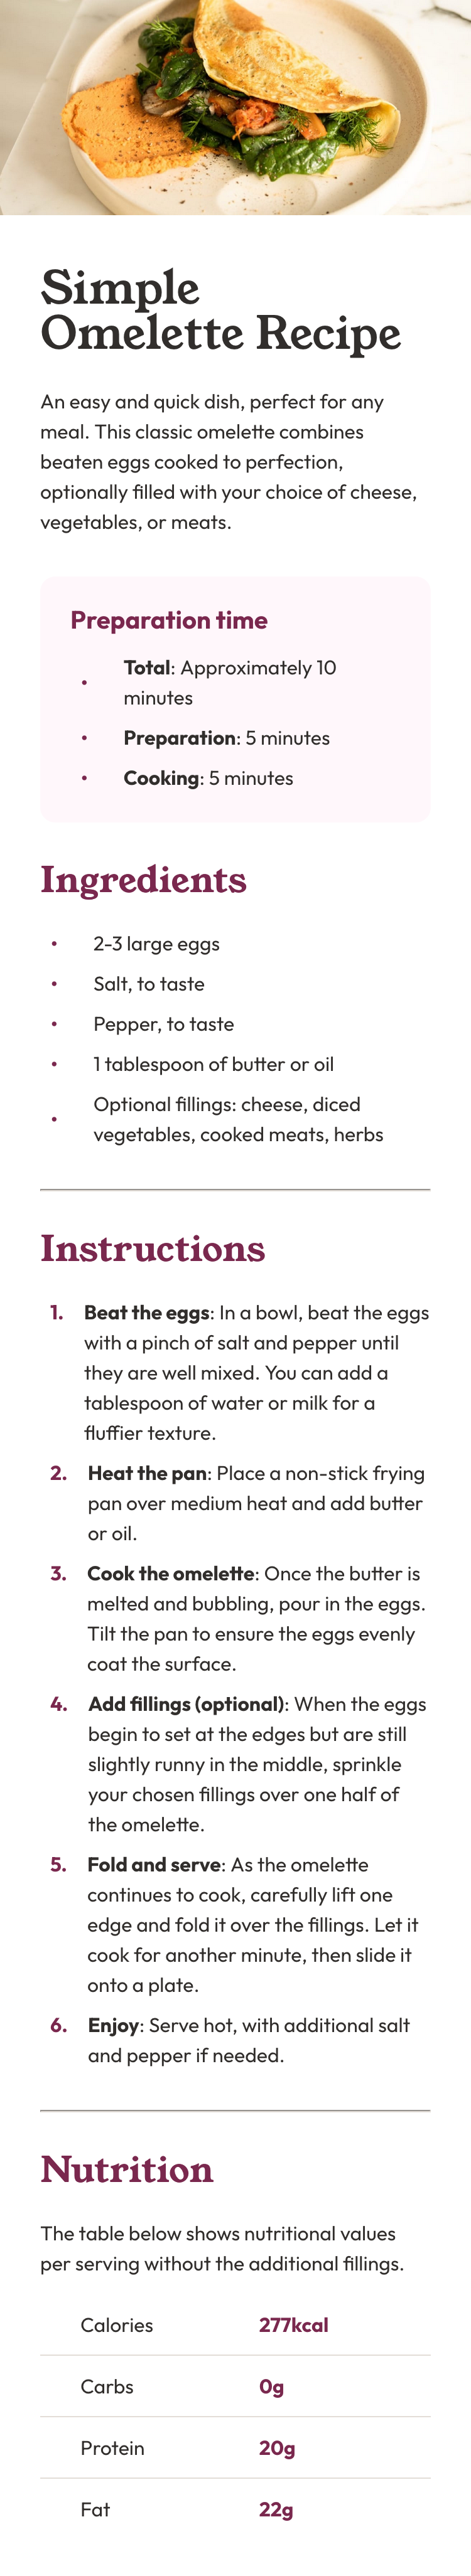 Simple
Omelette Recipe
An easy and quick dish, perfect for any
meal. This classic omelette combines
beaten eggs cooked to perfection,
optionally filled with your choice of cheese,
vegetables, or meats.
Preparation time
• Total: Approximately 10
minutes
• Preparation: 5 minutes
• Cooking: 5 minutes
Ingredients
• 2-3 large eggs
• Salt, to taste
• Pepper, to taste
• 1 tablespoon of butter or oil
• Optional fillings: cheese, diced
vegetables, cooked meats, herbs
Instructions
1. Beat the eggs: In a bowl, beat the eggs
with a pinch of salt and pepper until
they are well mixed. You can add a
tablespoon of water or milk for a
fluffier texture.
2. Heat the pan: Place a non-stick frying
pan over medium heat and add butter
or oil.
3. Cook the omelette: Once the butter is
melted and bubbling, pour in the eggs.
Tilt the pan to ensure the eggs evenly
coat the surface.
4. Add fillings (optional): When the eggs
begin to set at the edges but are still
slightly runny in the middle, sprinkle
your chosen fillings over one half of
the omelette.
5. Fold and serve: As the omelette
continues to cook, carefully lift one
edge and fold it over the fillings. Let it
cook for another minute, then slide it
onto a plate.
6. Enjoy: Serve hot, with additional salt
and pepper if needed.
Nutrition
The table below shows nutritional values
per serving without the additional fillings.
Calories 277kcal
Carbs 0g
Protein 20g
Fat 22g